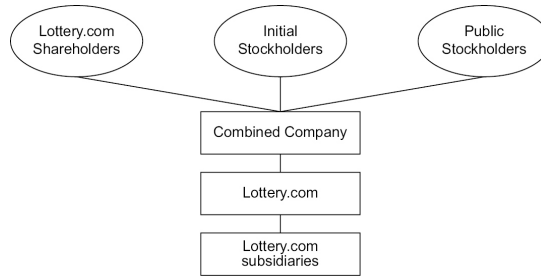 Lottery.com
Shareholders
Initial
Stockholders
Public
Stockholders
Combined Company
Lottery.com
Lottery.com
subsidiaries